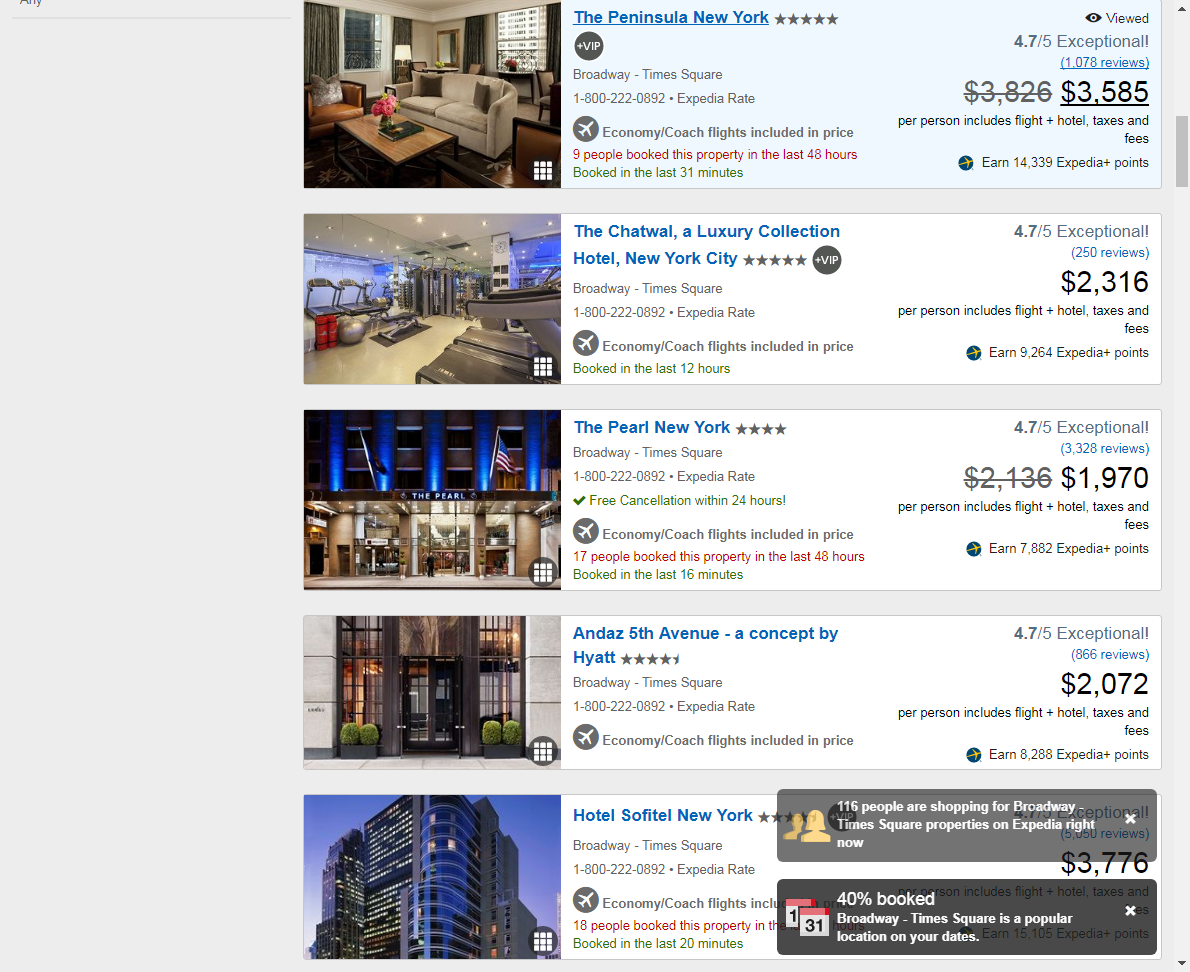 Any
The Peninsula New York
Viewed
+VIP
4.7/5 Exceptional!
(1,078 reviews)
Broadway - Times Square
$3,826 $3,585
1-800-222-0892 • Expedia Rate
per person includes flight + hotel, taxes and
fees
Economy/Coach flights included in price
9 people booked this property in the last 48 hours
Earn 14,339 Expedia+ points
Booked in the last 31 minutes
The Chatwal, a Luxury Collection
Hotel, New York City +VIP
4.7/5 Exceptional!
(250 reviews)
$2,316
Broadway - Times Square
1-800-222-0892 • Expedia Rate
per person includes flight + hotel, taxes and
fees
Economy/Coach flights included in price
Earn 9,264 Expedia+ points
Booked in the last 12 hours
THE PEARL
The Pearl New York
4.7/5 Exceptional!
(3,328 reviews)
Broadway - Times Square
$2,136 $1,970
1-800-222-0892 • Expedia Rate
Free Cancellation within 24 hours!
per person includes flight + hotel, taxes and
fees
Economy/Coach flights included in price
17 people booked this property in the last 48 hours
Earn 7,882 Expedia+ points
Booked in the last 16 minutes
Andaz 5th Avenue - a concept by
Hyatt
4.7/5 Exceptional!
(866 reviews)
$2,072
Broadway - Times Square
1-800-222-0892 • Expedia Rate
per person includes flight + hotel, taxes and
fees
Economy/Coach flights included in price
Earn 8,288 Expedia+ points
Hotel Sofitel New York +VIP
4.7/5 Exceptional!
(5,050 reviews)
Broadway - Times Square
$3,776
1-800-222-0892 • Expedia Rate
per person includes flight + hotel, taxes and
fees
Economy/Coach flights included in price
18 people booked this property in the last 48 hours
Earn 15,105 Expedia+ points
Booked in the last 20 minutes
116 people are shopping for Broadway -
Times Square properties on Expedia right
now
1
31
40% booked
Broadway - Times Square is a popular
location on your dates.